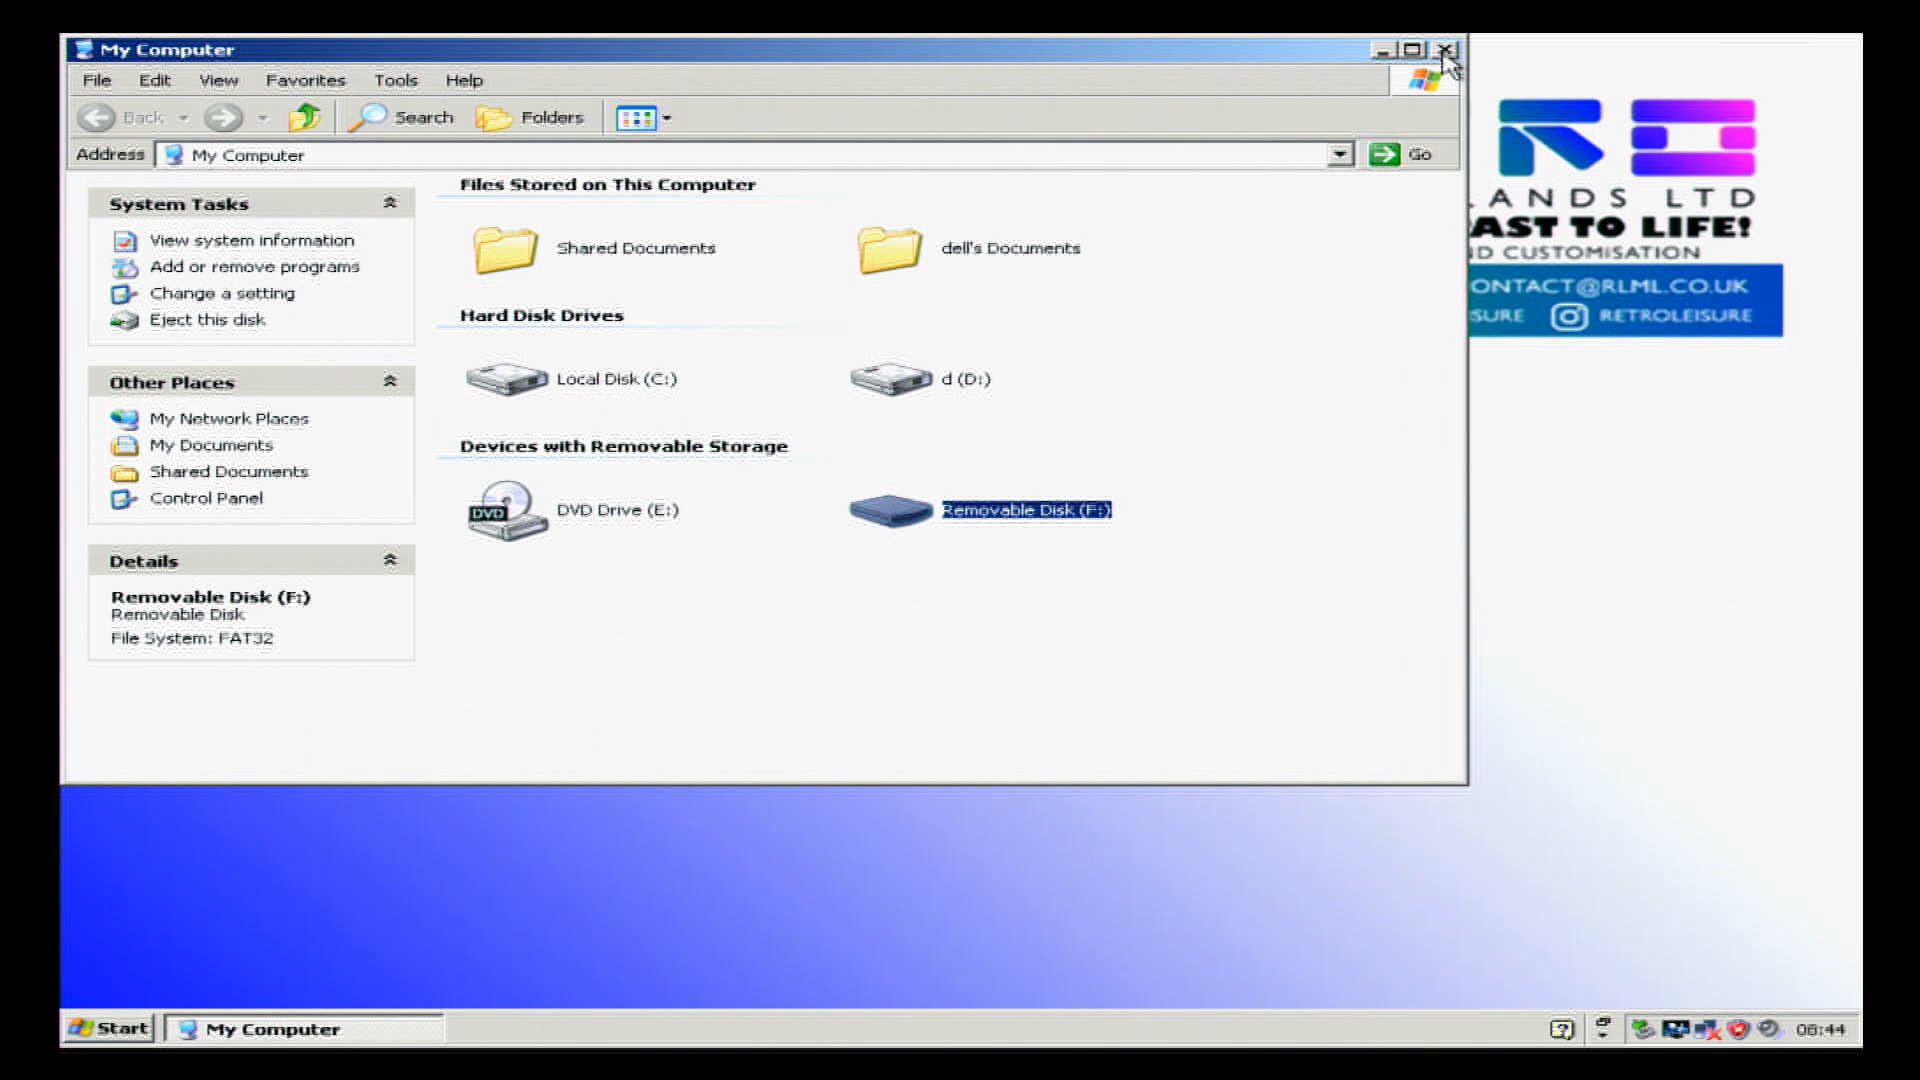 My Computer
File Edit View Favorites Tools Help
Back Search Folders
Address My Computer Go
System Tasks
View system information
Add or remove programs
Change a setting
Eject this disk
Other Places
My Network Places
My Documents
Shared Documents
Control Panel
Details
Removable Disk (F:)
Removable Disk
File System: FAT32
Files Stored on This Computer
Shared Documents dell's Documents
Hard Disk Drives
Local Disk (C:) d (D:)
Devices with Removable Storage
DVD DVD Drive (E:) Removable Disk (F:)
LANDS LTD
AST TO LIFE!
ND CUSTOMISATION
ONTACT@RLML.CO.UK
SURE RETROLEISURE
Start My Computer 06:44